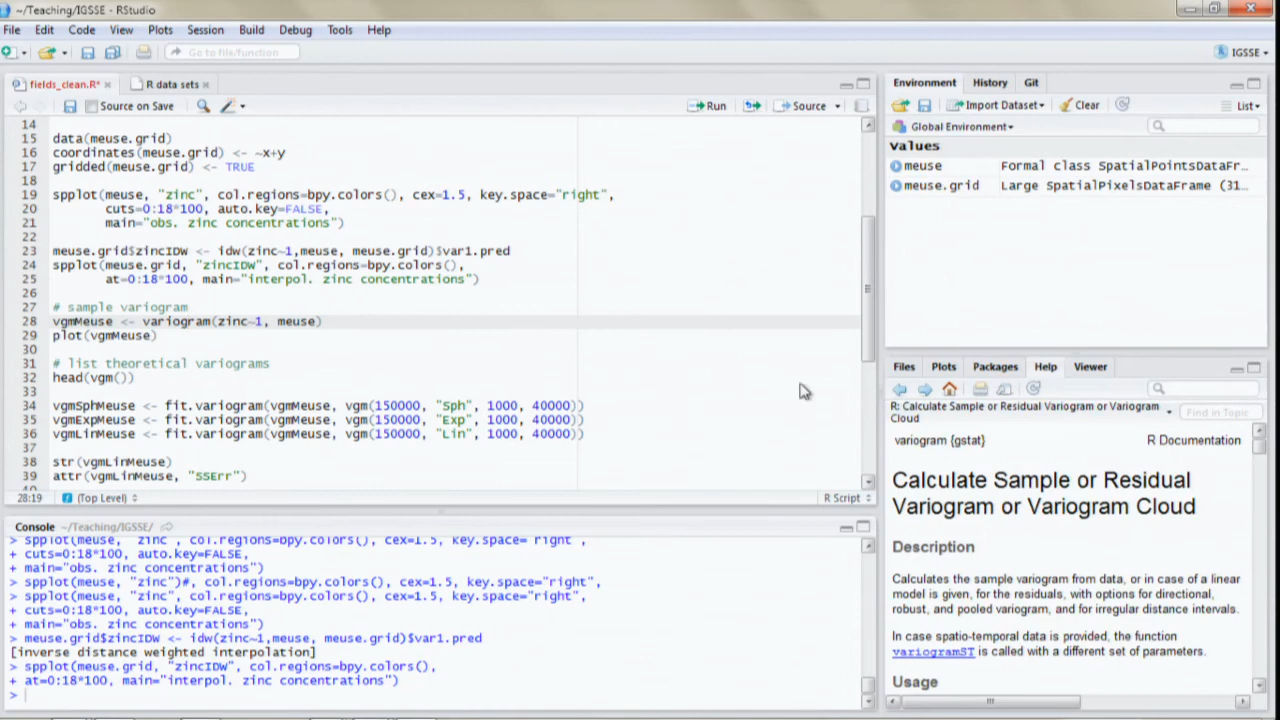 ~/Teaching/IGSSE - RStudio
File Edit Code View Plots Session Build Debug Tools Help
Go to file/function
IGSSE
fields_clean.R*
R data sets
Source on Save
Run
Source
14
15 data(meuse.grid)
16 coordinates(meuse.grid) <- ~x+y
17 gridded(meuse.grid) <- TRUE
18
19 spplot(meuse, "zinc", col.regions=bpy.colors(), cex=1.5, key.space="right",
20 cuts=0:18*100, auto.key=FALSE,
21 main="obs. zinc concentrations")
22
23 meuse.grid$zincIDW <- idw(zinc~1,meuse, meuse.grid)$var1.pred
24 spplot(meuse.grid, "zincIDW", col.regions=bpy.colors(),
25 at=0:18*100, main="interpol. zinc concentrations")
26
27 # sample variogram
28 vgmMeuse <- variogram(zinc~1, meuse)
29 plot(vgmMeuse)
30
31 # list theoretical variograms
32 head(vgm())
33
34 vgmSphMeuse <- fit.variogram(vgmMeuse, vgm(150000, "Sph", 1000, 40000))
35 vgmExpMeuse <- fit.variogram(vgmMeuse, vgm(150000, "Exp", 1000, 40000))
36 vgmLinMeuse <- fit.variogram(vgmMeuse, vgm(150000, "Lin", 1000, 40000))
37
38 str(vgmLinMeuse)
39 attr(vgmLinMeuse, "SSErr")
28:19 (Top Level) R Script
Console ~/Teaching/IGSSE/
> spplot(meuse, "zinc", col.regions=bpy.colors(), cex=1.5, key.space="right",
+ cuts=0:18*100, auto.key=FALSE,
+ main="obs. zinc concentrations")
> spplot(meuse, "zinc")#, col.regions=bpy.colors(), cex=1.5, key.space="right",
> spplot(meuse, "zinc", col.regions=bpy.colors(), cex=1.5, key.space="right",
+ cuts=0:18*100, auto.key=FALSE,
+ main="obs. zinc concentrations")
> meuse.grid$zincIDW <- idw(zinc~1,meuse, meuse.grid)$var1.pred
[inverse distance weighted interpolation]
> spplot(meuse.grid, "zincIDW", col.regions=bpy.colors(),
+ at=0:18*100, main="interpol. zinc concentrations")
>
Environment History Git
Import Dataset Clear List
Global Environment
Values
meuse Formal class SpatialPointsDataFr...
meuse.grid Large SpatialPixelsDataFrame (31...
Files Plots Packages Help Viewer
R: Calculate Sample or Residual Variogram or Variogram
Cloud
Find in Topic
variogram {gstat} R Documentation
Calculate Sample or Residual
Variogram or Variogram Cloud
Description
Calculates the sample variogram from data, or in case of a linear
model is given, for the residuals, with options for directional,
robust, and pooled variogram, and for irregular distance intervals.
In case spatio-temporal data is provided, the function
variogramST is called with a different set of parameters.
Usage